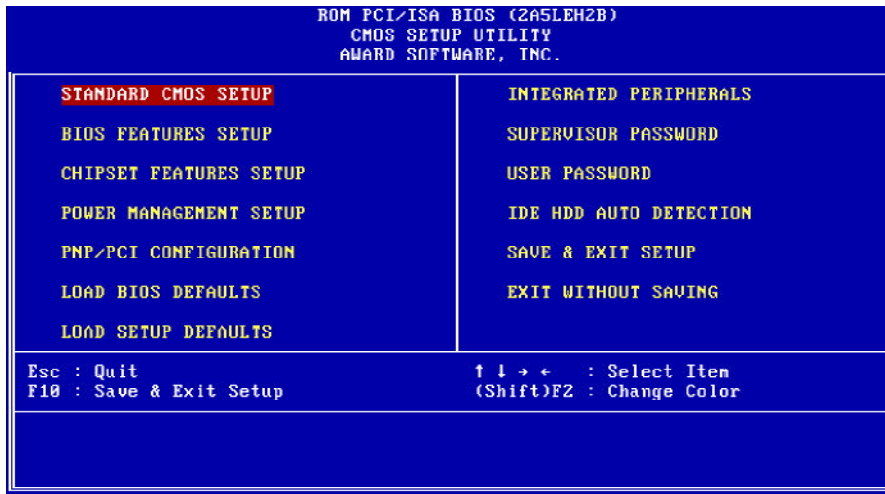 ROM PCI/ISA BIOS (2A5LEH2B)
CMOS SETUP UTILITY
AWARD SOFTWARE, INC.
STANDARD CMOS SETUP
BIOS FEATURES SETUP
CHIPSET FEATURES SETUP
POWER MANAGEMENT SETUP
PNP/PCI CONFIGURATION
LOAD BIOS DEFAULTS
LOAD SETUP DEFAULTS
INTEGRATED PERIPHERALS
SUPERVISOR PASSWORD
USER PASSWORD
IDE HDD AUTO DETECTION
SAVE & EXIT SETUP
EXIT WITHOUT SAVING
Esc : Quit
F10 : Save & Exit Setup
↑ ↓ → ← : Select Item
(Shift)F2 : Change Color